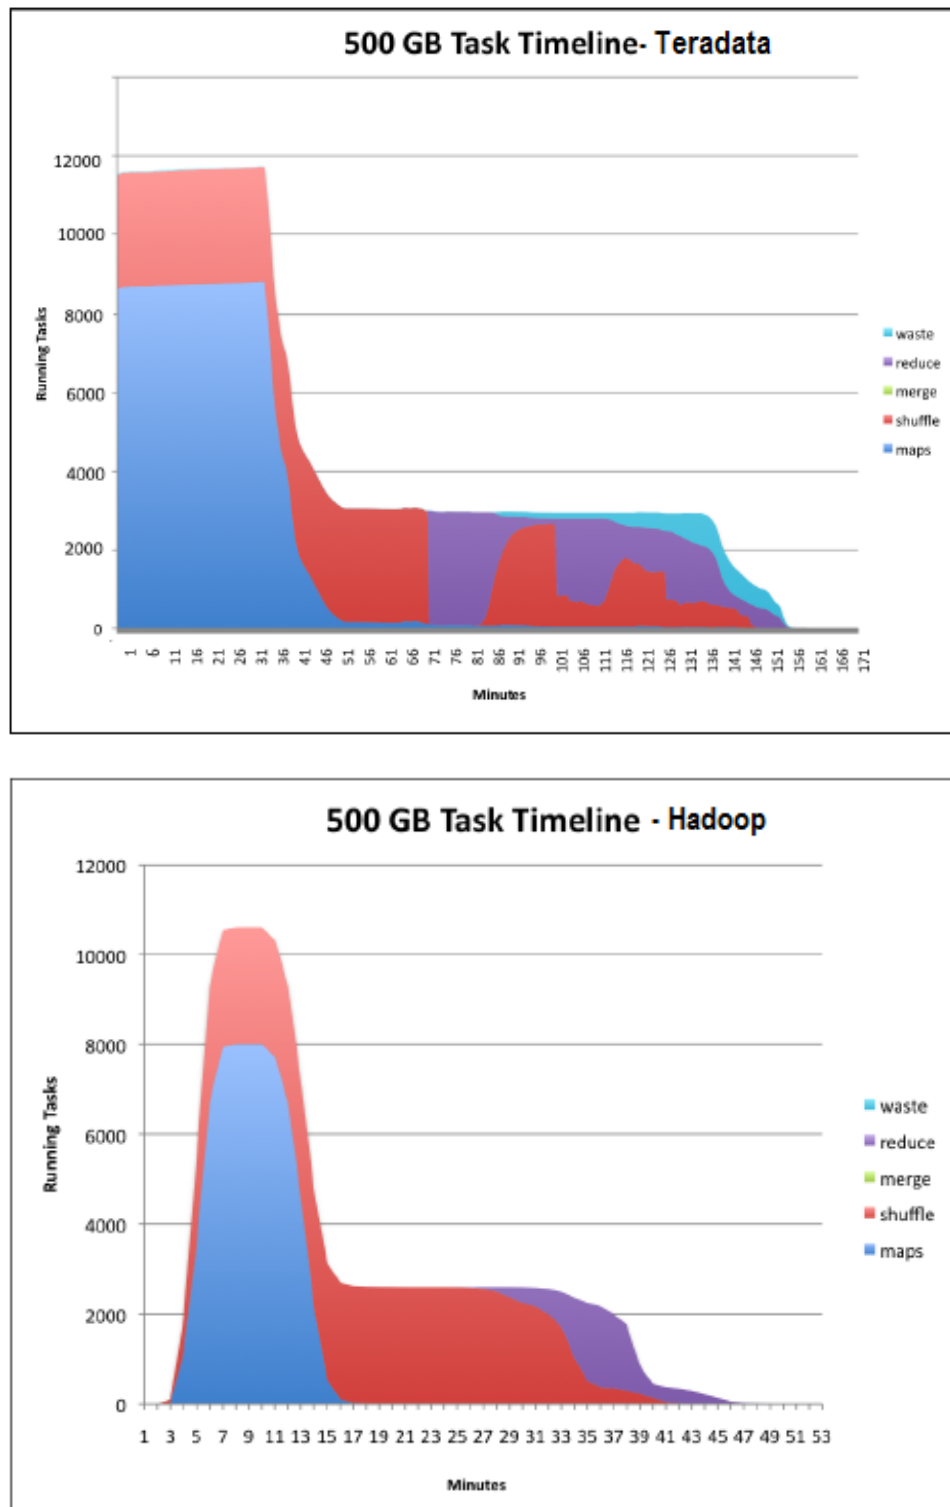 500 GB Task Timeline- Teradata
12000
10000
8000
6000
4000
2000
0
Running Tasks
waste
reduce
merge
shuffle
maps
1 6 11 16 21 26 31 36 41 46 51 56 61 66 71 76 81 86 91 96 101 106 111 116 121 126 131 136 141 146 151 156 161 166 171
Minutes
500 GB Task Timeline - Hadoop
12000
10000
8000
6000
4000
2000
0
Running Tasks
waste
reduce
merge
shuffle
maps
1 3 5 7 9 11 13 15 17 19 21 23 25 27 29 31 33 35 37 39 41 43 45 47 49 51 53
Minutes